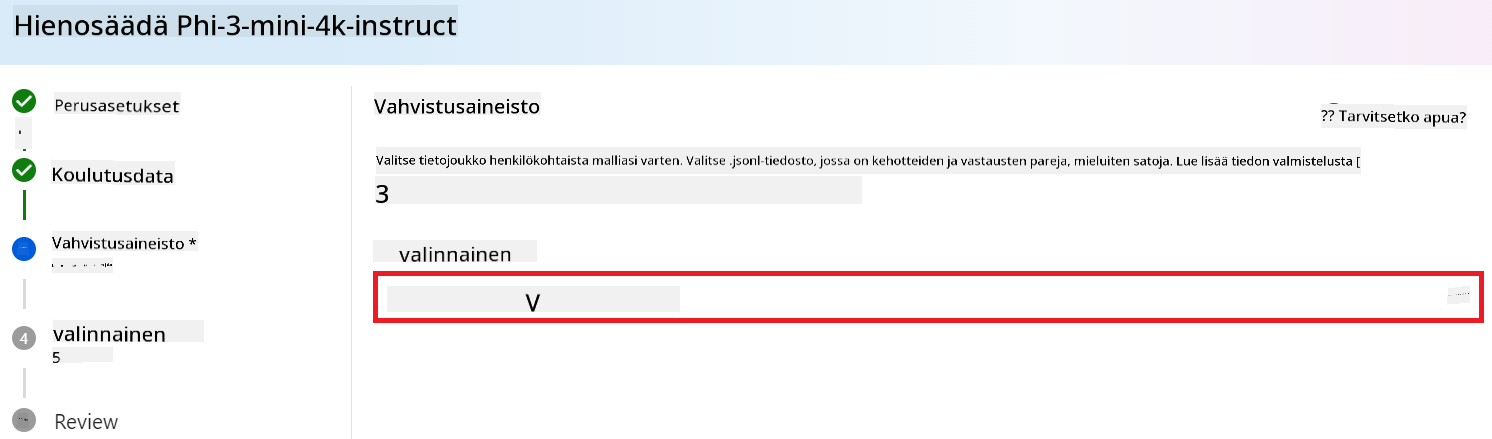 Hienosäädä Phi-3-mini-4k-instruct
Perusasetukset
Koulutusdata
Vahvistusaineisto *
4
valinnainen
5
Review
Vahvistusaineisto
?? Tarvitsetko apua?
Valitse tietojoukko henkilökohtaista malliasi varten. Valitse .jsonl-tiedosto, jossa on kehotteiden ja vastausten pareja, mieluiten satoja. Lue lisää tiedon valmistelusta [
3
valinnainen
V